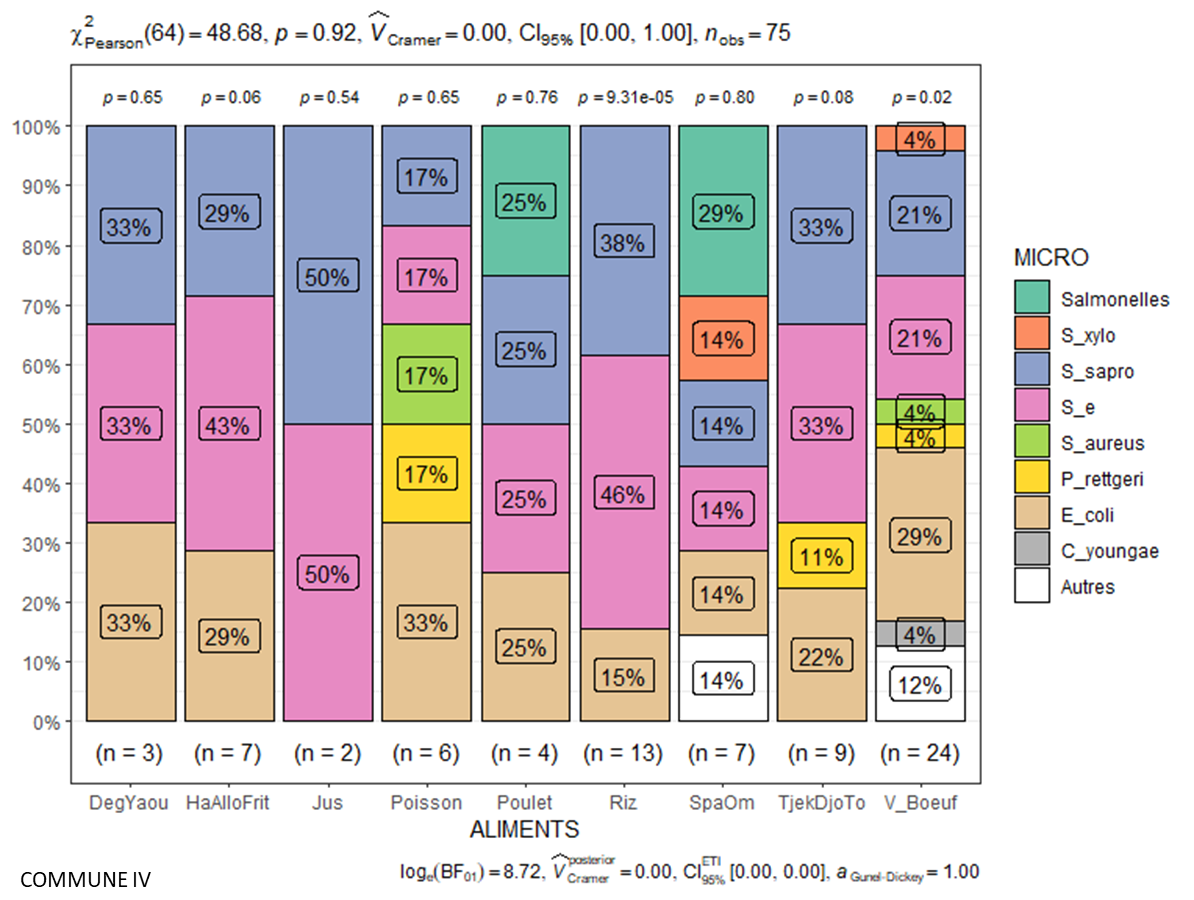 χ²Pearson(64) = 48.68, p = 0.92, V̂Cramer = 0.00, CI95% [0.00, 1.00], nobs = 75
p = 0.65 p = 0.06 p = 0.54 p = 0.65 p = 0.76 p = 9.31e-05 p = 0.80 p = 0.08 p = 0.02
100%
90%
80%
70%
60%
50%
40%
30%
20%
10%
0%
33%
33%
33%
29%
43%
29%
50%
50%
17%
17%
17%
17%
33%
25%
25%
25%
25%
38%
46%
15%
29%
14%
14%
14%
14%
14%
33%
33%
11%
22%
4%
21%
21%
4%
4%
29%
4%
12%
(n = 3) (n = 7) (n = 2) (n = 6) (n = 4) (n = 13) (n = 7) (n = 9) (n = 24)
DegYaou HaAlloFrit Jus Poisson Poulet Riz SpaOm TjekDjoTo V_Boeuf
ALIMENTS
MICRO
Salmonelles
S_xylo
S_sapro
S_e
S_aureus
P_rettgeri
E_coli
C_youngae
Autres
loge(BF01) = 8.72, V̂posteriorCramer = 0.00, CIETI95% [0.00, 0.00], aGunel-Dickey = 1.00
COMMUNE IV